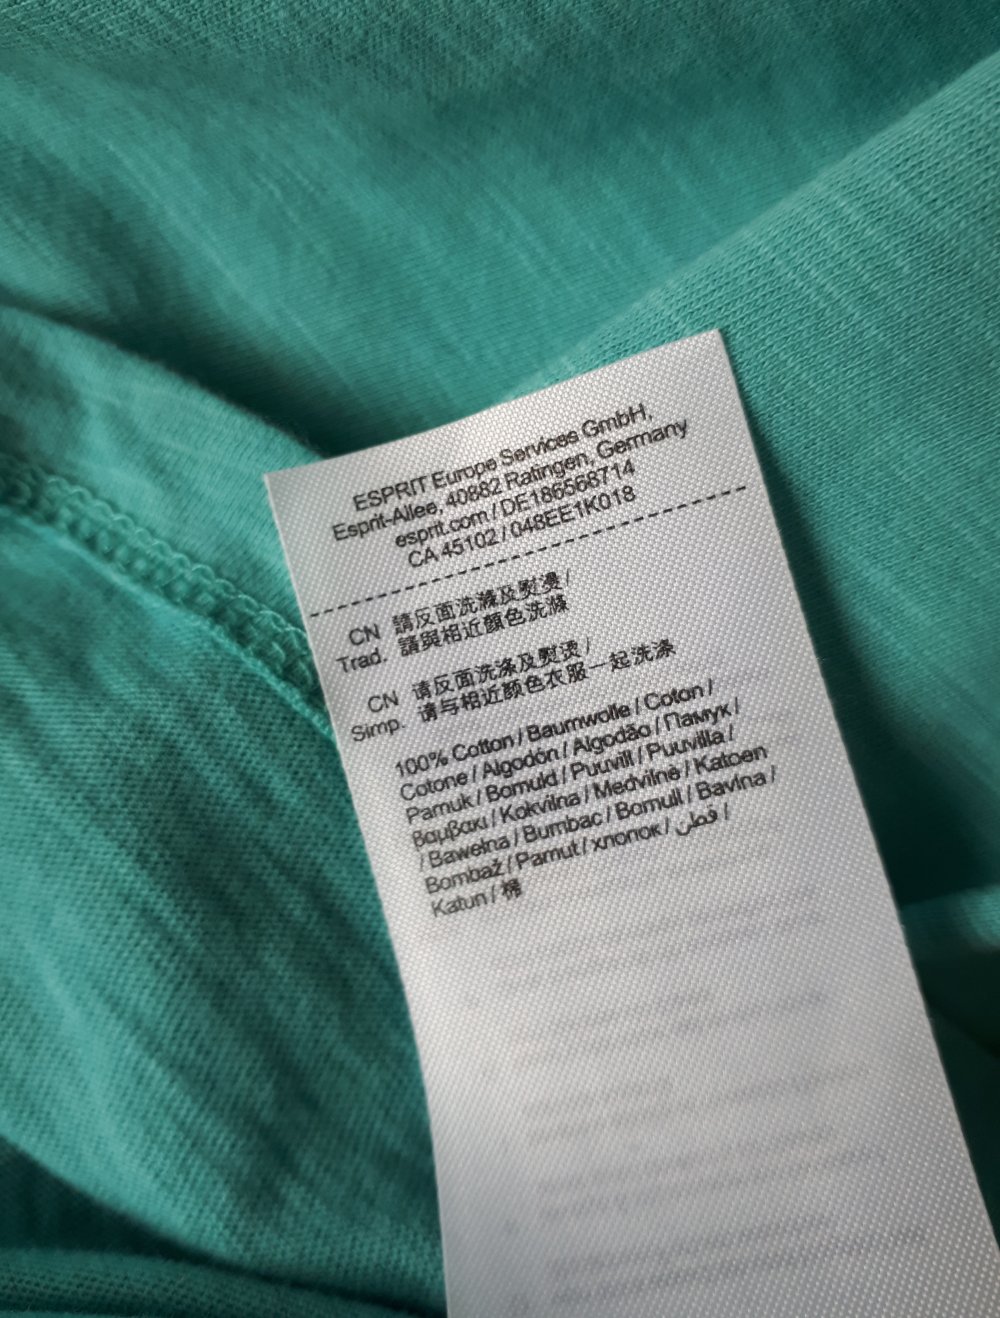 ESPRIT Europe Services GmbH,
Esprit-Allee, 40882 Ratingen, Germany
esprit.com / DE186568714
CA 45102 / 048EE1K018
CN 請反面洗滌及熨燙 /
Trad. 請與相近顏色洗滌
CN 请反面洗涤及熨烫 /
Simp. 请与相近颜色衣服一起洗涤
100% Cotton / Baumwolle / Coton /
Cotone / Algodón / Algodão / Памук /
Pamuk / Bomuld / Puuvill / Puuvilla /
βαμβακι / Kokvilna / Medvilnė / Katoen
/ Bawełna / Bumbac / Bomull / Bavlna /
Bombaž / Pamut / хлопок / قطن /
Katun / 棉